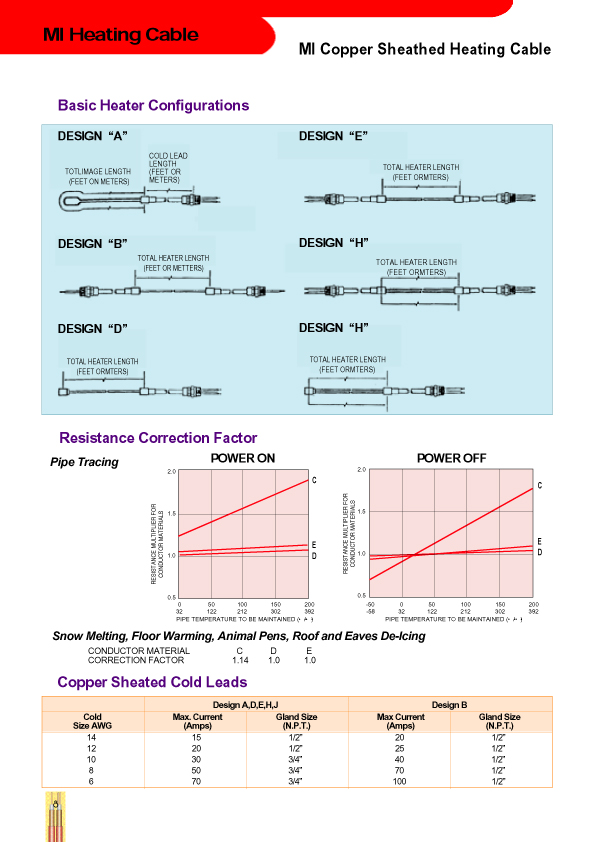 MI Heating Cable
MI Copper Sheathed Heating Cable
Basic Heater Configurations
DESIGN “A”
COLD LEAD
LENGTH
(FEET OR
METERS)
TOTLIMAGE LENGTH
(FEET ON METERS)
DESIGN “E”
TOTAL HEATER LENGTH
(FEET ORMTERS)
DESIGN “B”
TOTAL HEATER LENGTH
(FEET OR METTERS)
DESIGN “H”
TOTAL HEATER LENGTH
(FEET ORMTERS)
DESIGN “D”
TOTAL HEATER LENGTH
(FEET ORMTERS)
DESIGN “H”
TOTAL HEATER LENGTH
(FEET ORMTERS)
Resistance Correction Factor
Pipe Tracing
POWER ON
RESISTANCE MULTIPLIER FOR
CONDUCTOR MATERIALS
2.0
1.5
1.0
0.5
C
E
D
0 50 100 150 200
32 122 212 302 392
PIPE TEMPERATURE TO BE MAINTAINED
POWER OFF
RESISTANCE MULTIPLIER FOR
CONDUCTOR MATERIALS
2.0
1.5
1.0
0.5
C
E
D
-50 0 50 100 150 200
-58 32 122 212 302 392
PIPE TEMPERATURE TO BE MAINTAINED
Snow Melting, Floor Warming, Animal Pens, Roof and Eaves De-Icing
CONDUCTOR MATERIAL C D E
CORRECTION FACTOR 1.14 1.0 1.0
Copper Sheated Cold Leads
Design A,D,E,H,J Design B
Cold Max. Current Gland Size Max Current Gland Size
Size AWG (Amps) (N.P.T.) (Amps) (N.P.T.)
14 15 1/2” 20 1/2”
12 20 1/2” 25 1/2”
10 30 3/4” 40 1/2”
8 50 3/4” 70 1/2”
6 70 3/4” 100 1/2”